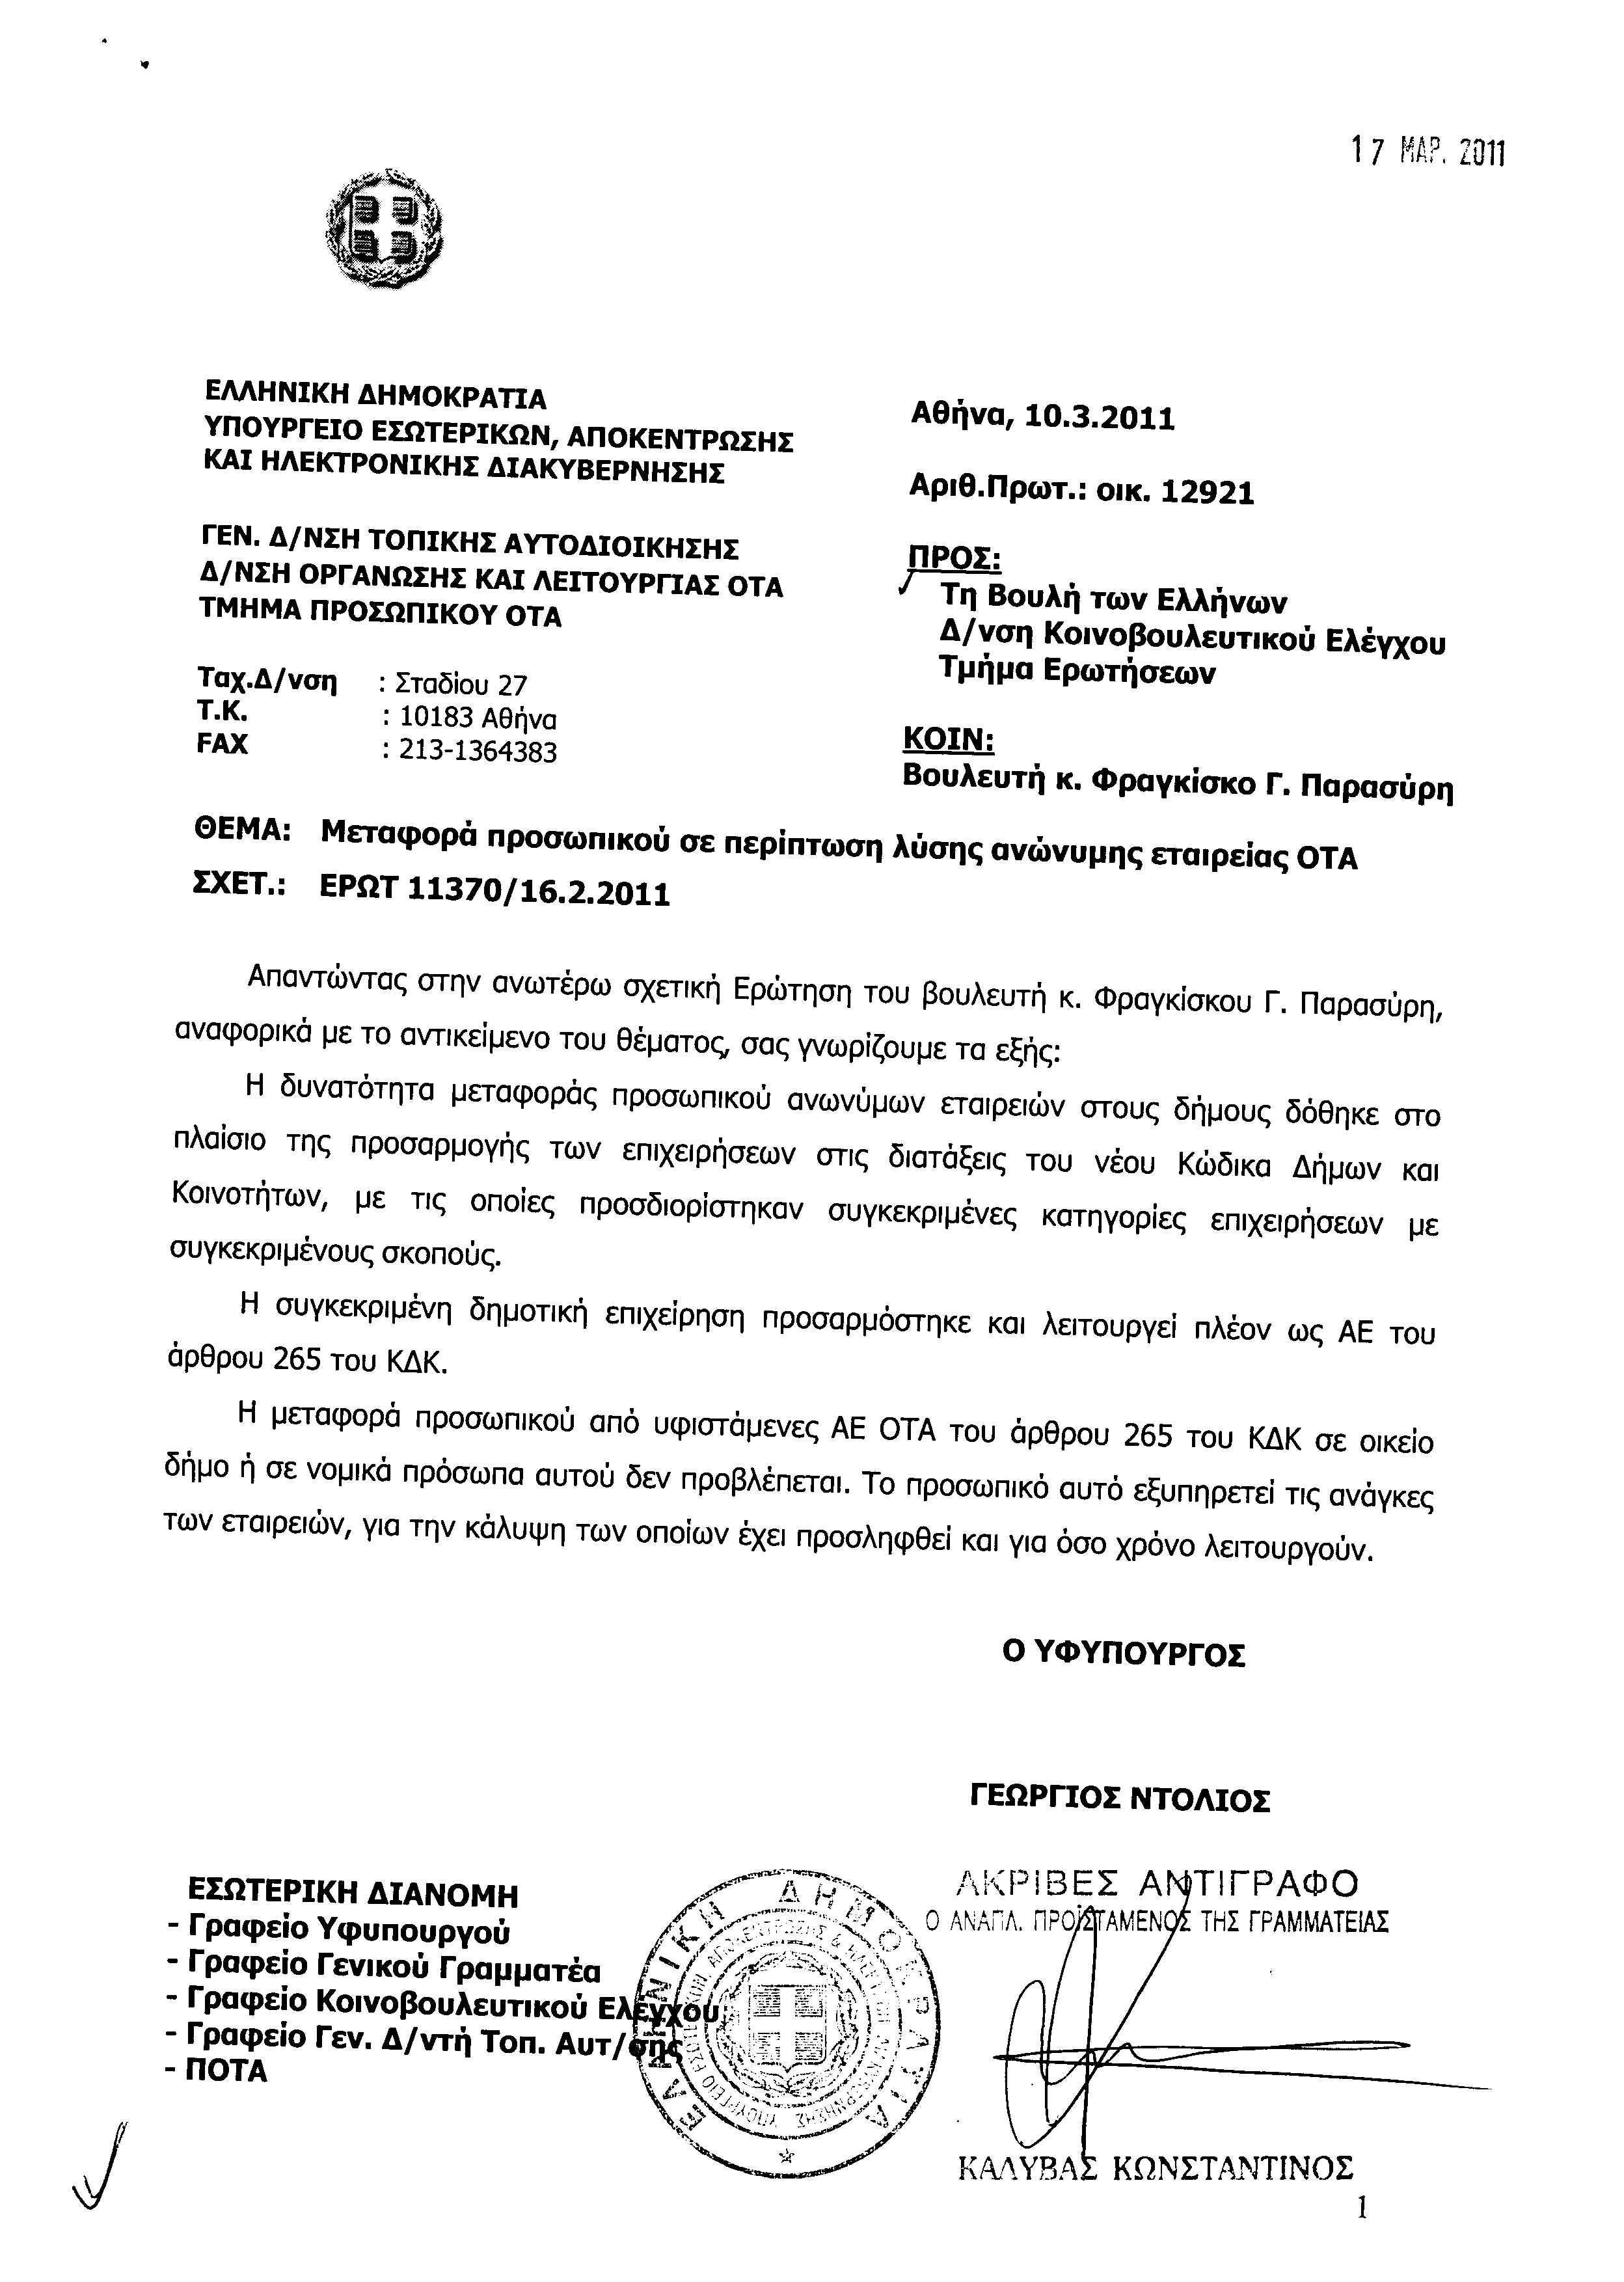 17 ΜΑΡ. 2011
ΕΛΛΗΝΙΚΗ ΔΗΜΟΚΡΑΤΙΑ
ΥΠΟΥΡΓΕΙΟ ΕΣΩΤΕΡΙΚΩΝ, ΑΠΟΚΕΝΤΡΩΣΗΣ
ΚΑΙ ΗΛΕΚΤΡΟΝΙΚΗΣ ΔΙΑΚΥΒΕΡΝΗΣΗΣ
ΓΕΝ. Δ/ΝΣΗ ΤΟΠΙΚΗΣ ΑΥΤΟΔΙΟΙΚΗΣΗΣ
Δ/ΝΣΗ ΟΡΓΑΝΩΣΗΣ ΚΑΙ ΛΕΙΤΟΥΡΓΙΑΣ ΟΤΑ
ΤΜΗΜΑ ΠΡΟΣΩΠΙΚΟΥ ΟΤΑ
Ταχ.Δ/νση : Σταδίου 27
Τ.Κ. : 10183 Αθήνα
FAX : 213-1364383
Αθήνα, 10.3.2011
Αριθ.Πρωτ.: οικ. 12921
ΠΡΟΣ:
Τη Βουλή των Ελλήνων
Δ/νση Κοινοβουλευτικού Ελέγχου
Τμήμα Ερωτήσεων
ΚΟΙΝ:
Βουλευτή κ. Φραγκίσκο Γ. Παρασύρη
ΘΕΜΑ: Μεταφορά προσωπικού σε περίπτωση λύσης ανώνυμης εταιρείας ΟΤΑ
ΣΧΕΤ.: ΕΡΩΤ 11370/16.2.2011
Απαντώντας στην ανωτέρω σχετική Ερώτηση του βουλευτή κ. Φραγκίσκου Γ. Παρασύρη,
αναφορικά με το αντικείμενο του θέματος, σας γνωρίζουμε τα εξής:
Η δυνατότητα μεταφοράς προσωπικού ανωνύμων εταιρειών στους δήμους δόθηκε στο
πλαίσιο της προσαρμογής των επιχειρήσεων στις διατάξεις του νέου Κώδικα Δήμων και
Κοινοτήτων, με τις οποίες προσδιορίστηκαν συγκεκριμένες κατηγορίες επιχειρήσεων με
συγκεκριμένους σκοπούς.
Η συγκεκριμένη δημοτική επιχείρηση προσαρμόστηκε και λειτουργεί πλέον ως ΑΕ του
άρθρου 265 του ΚΔΚ.
Η μεταφορά προσωπικού από υφιστάμενες ΑΕ ΟΤΑ του άρθρου 265 του ΚΔΚ σε οικείο
δήμο ή σε νομικά πρόσωπα αυτού δεν προβλέπεται. Το προσωπικό αυτό εξυπηρετεί τις ανάγκες
των εταιρειών, για την κάλυψη των οποίων έχει προσληφθεί και για όσο χρόνο λειτουργούν.
Ο ΥΦΥΠΟΥΡΓΟΣ
ΓΕΩΡΓΙΟΣ ΝΤΟΛΙΟΣ
ΕΣΩΤΕΡΙΚΗ ΔΙΑΝΟΜΗ
- Γραφείο Υφυπουργού
- Γραφείο Γενικού Γραμματέα
- Γραφείο Κοινοβουλευτικού Ελέγχου
- Γραφείο Γεν. Δ/ντή Τοπ. Αυτ/σης
- ΠΟΤΑ
ΕΛΛΗΝΙΚΗ ΔΗΜΟΚΡΑΤΙΑ
ΑΚΡΙΒΕΣ ΑΝΤΙΓΡΑΦΟ
Ο ΑΝΑΠΛ. ΠΡΟΪΣΤΑΜΕΝΟΣ ΤΗΣ ΓΡΑΜΜΑΤΕΙΑΣ
ΚΑΛΥΒΑΣ ΚΩΝΣΤΑΝΤΙΝΟΣ
1